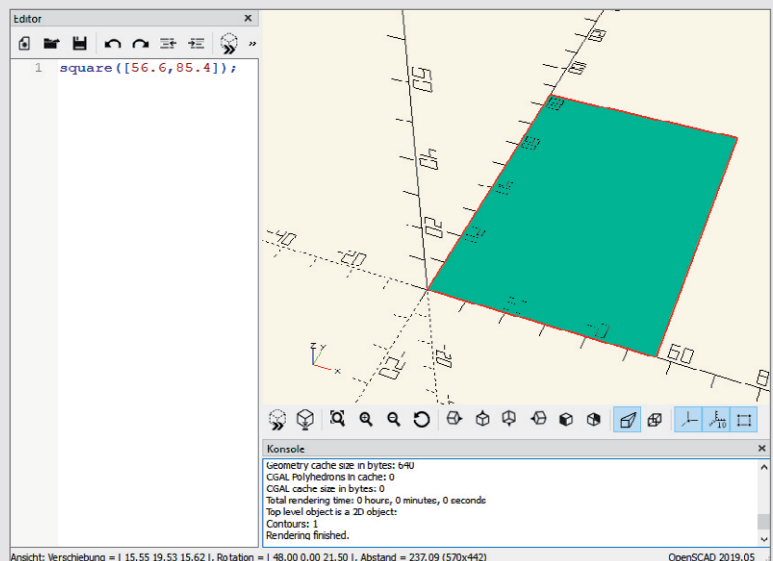 Editor
»
1 square([56.6,85.4]);
60
40
20
-40
-20
-20
-20
60
8
Z Y
x
Konsole
Geometry cache size in bytes: 640
CGAL Polyhedrons in cache: 0
CGAL cache size in bytes: 0
Total rendering time: 0 hours, 0 minutes, 0 seconds
Top level object is a 2D object:
Contours: 1
Rendering finished.
Ansicht: Verschiebung = [ 15.55 19.53 15.62 ], Rotation = [ 48.00 0.00 21.50 ], Abstand = 237.09 (570x442)
OpenSCAD 2019.05